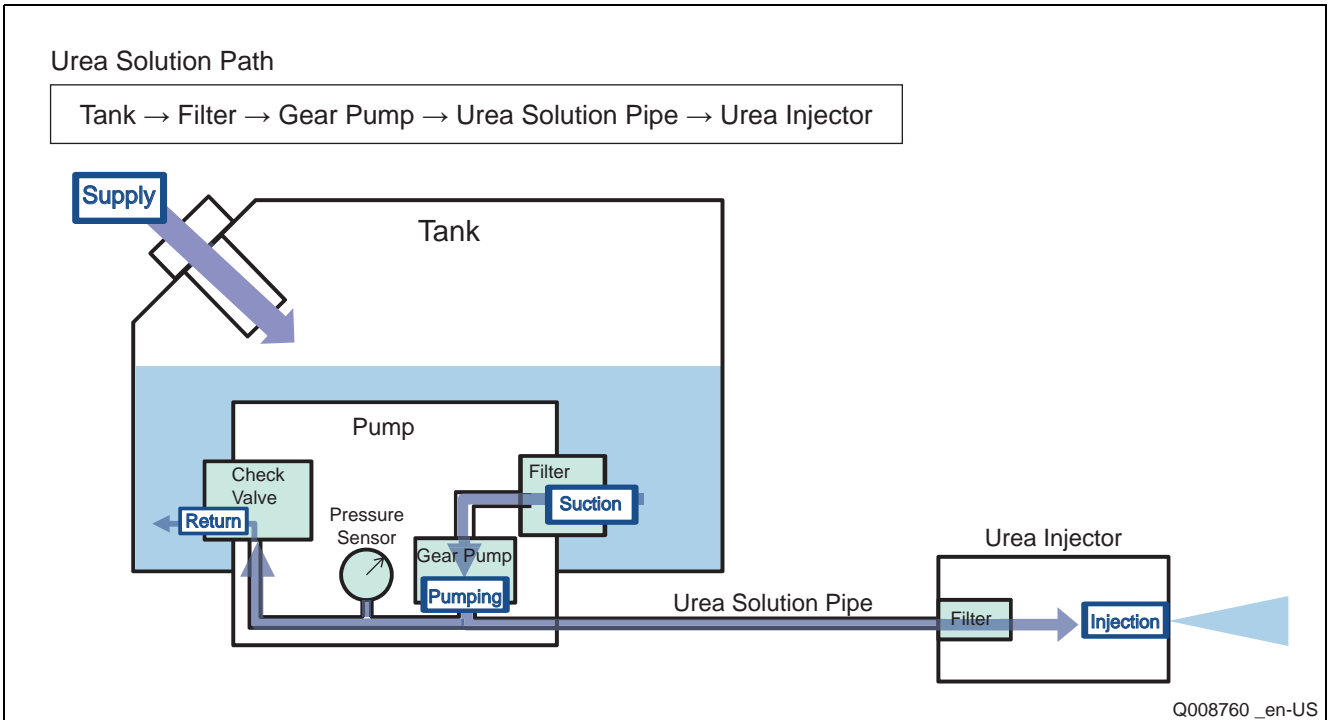 Urea Solution Path
Tank → Filter → Gear Pump → Urea Solution Pipe → Urea Injector
Supply
Tank
Pump
Check
Valve
Return
Pressure
Sensor
Filter
Suction
Gear Pump
Pumping
Urea Solution Pipe
Urea Injector
Filter
Injection
Q008760 _en-US